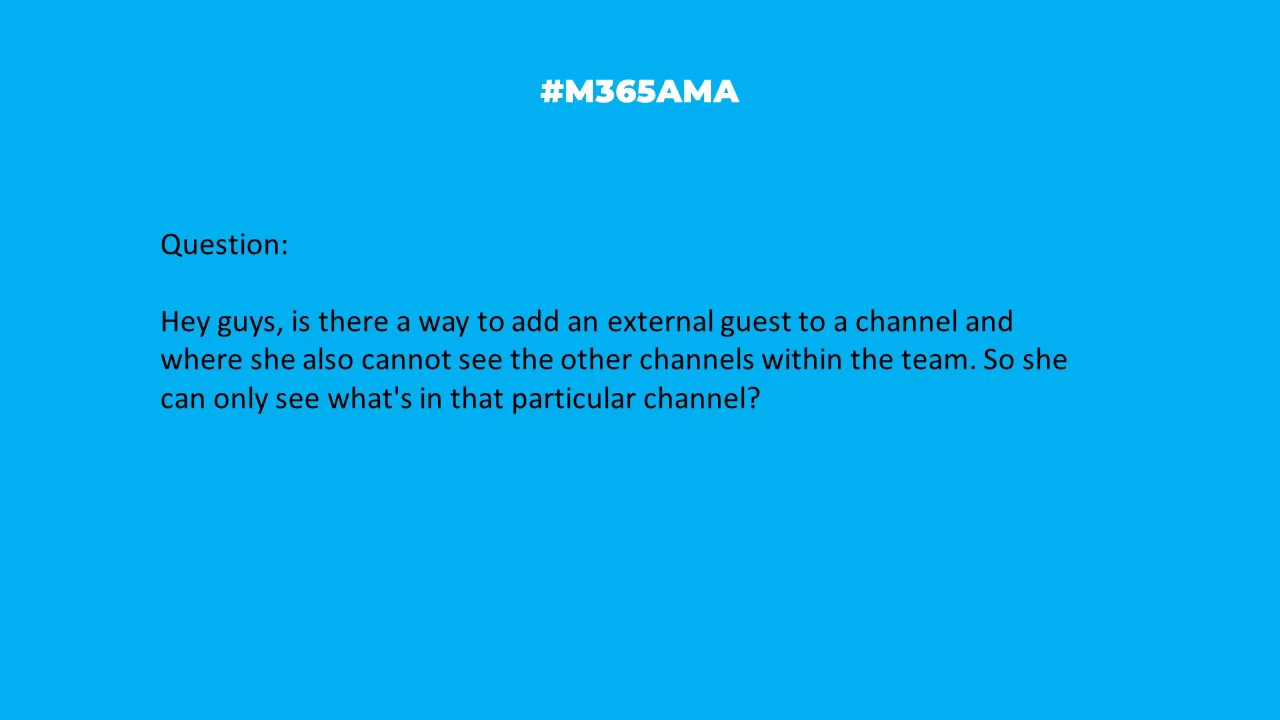 #M365AMA
Question:
Hey guys, is there a way to add an external guest to a channel and
where she also cannot see the other channels within the team. So she
can only see what's in that particular channel?